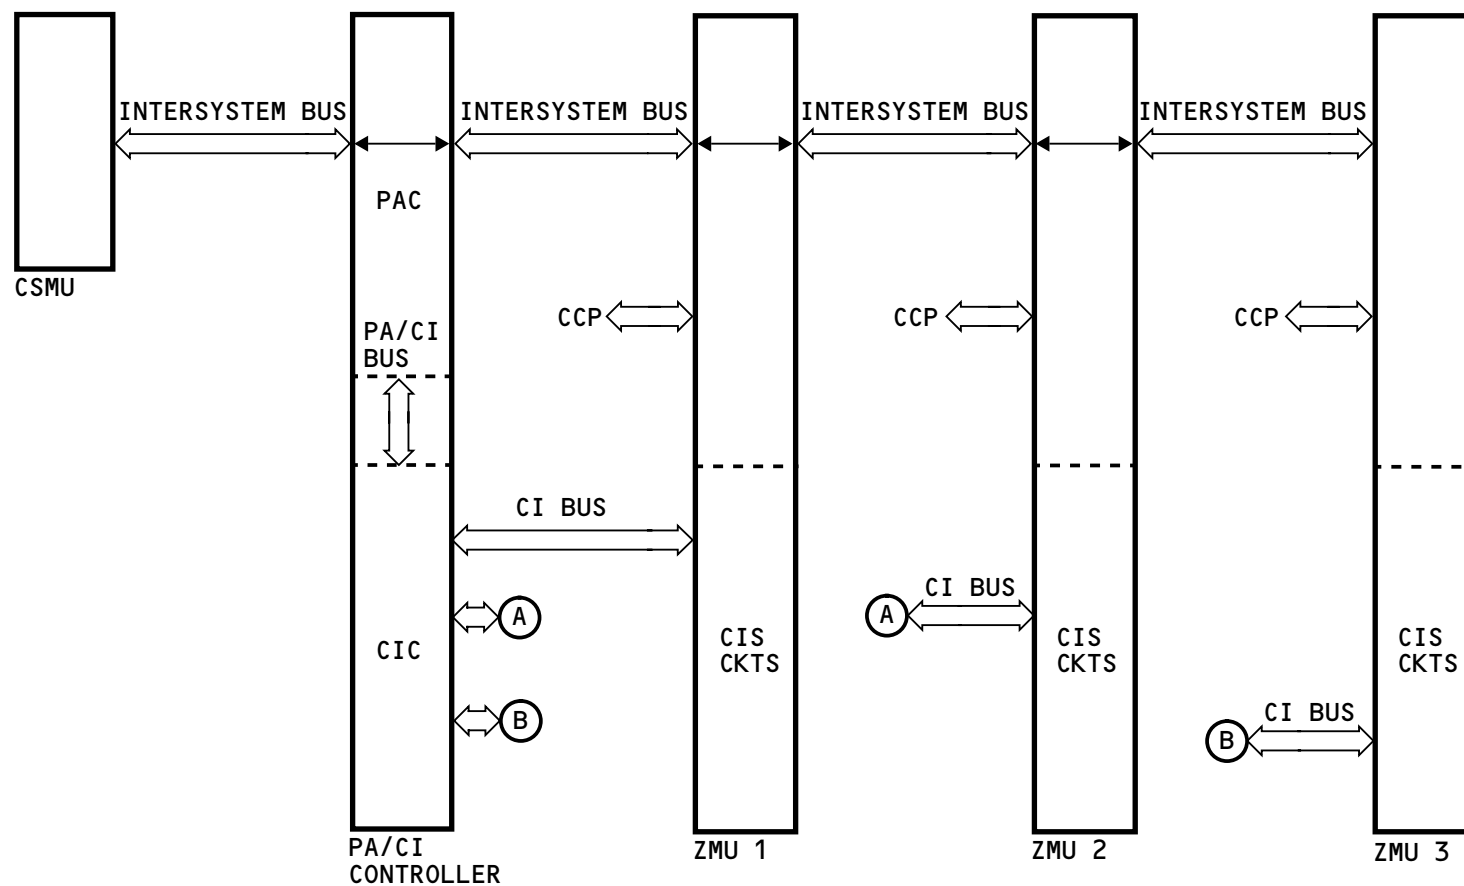 INTERSYSTEM BUS
INTERSYSTEM BUS
INTERSYSTEM BUS
INTERSYSTEM BUS
PAC
CSMU
CCP
CCP
CCP
PA/CI
BUS
CI BUS
CI BUS
A
A
CIC
CIS
CKTS
CIS
CKTS
CIS
CKTS
B
CI BUS
B
PA/CI
CONTROLLER
ZMU 1
ZMU 2
ZMU 3